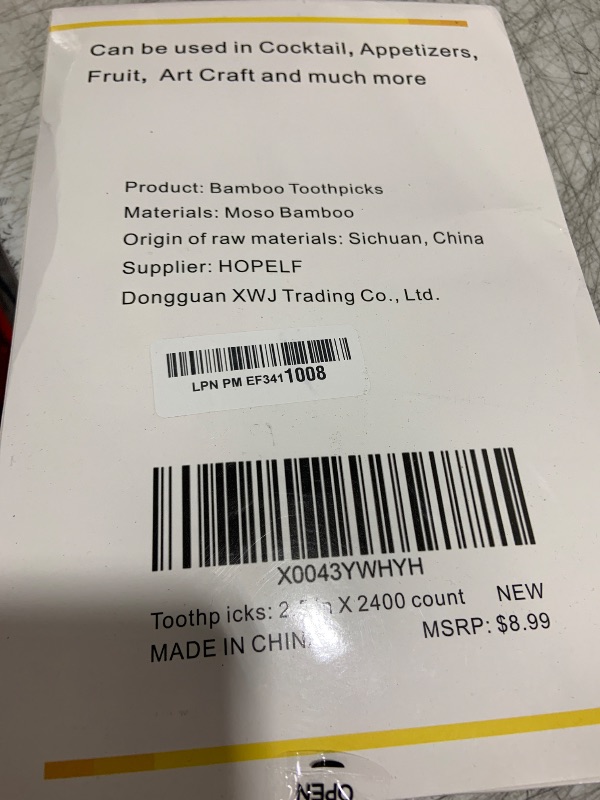 Can be used in Cocktail, Appetizers,
Fruit, Art Craft and much more
Product: Bamboo Toothpicks
Materials: Moso Bamboo
Origin of raw materials: Sichuan, China
Supplier: HOPELF
Dongguan XWJ Trading Co., Ltd.
LPN PM EF3411008
X0043YWHYH
Toothp icks: X 2400 count NEW
MADE IN CHINA MSRP: $8.99
OPEN